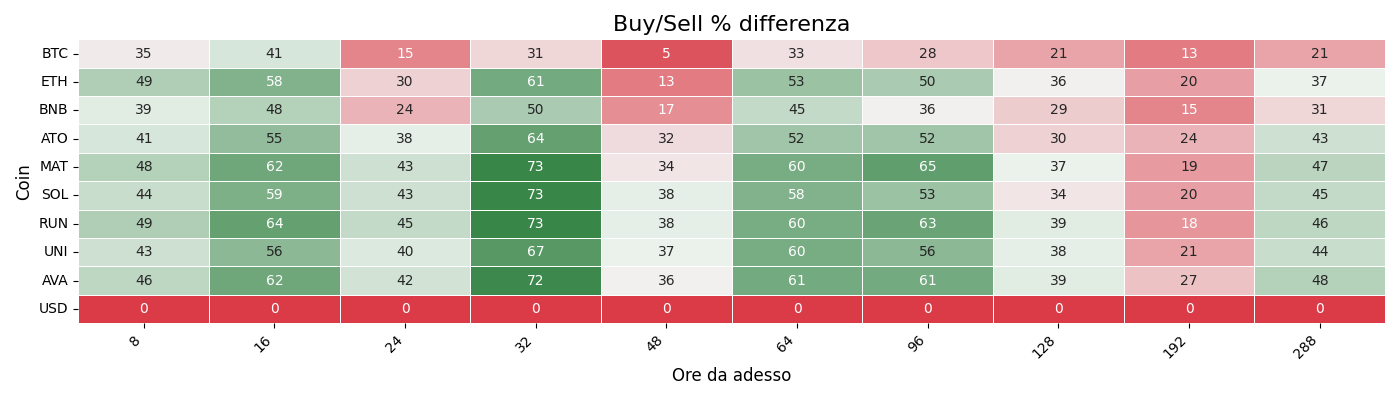 Buy/Sell % differenza
Coin
BTC 35 41 15 31 5 33 28 21 13 21
ETH 49 58 30 61 13 53 50 36 20 37
BNB 39 48 24 50 17 45 36 29 15 31
ATO 41 55 38 64 32 52 52 30 24 43
MAT 48 62 43 73 34 60 65 37 19 47
SOL 44 59 43 73 38 58 53 34 20 45
RUN 49 64 45 73 38 60 63 39 18 46
UNI 43 56 40 67 37 60 56 38 21 44
AVA 46 62 42 72 36 61 61 39 27 48
USD 0 0 0 0 0 0 0 0 0 0
8 16 24 32 48 64 96 128 192 288
Ore da adesso